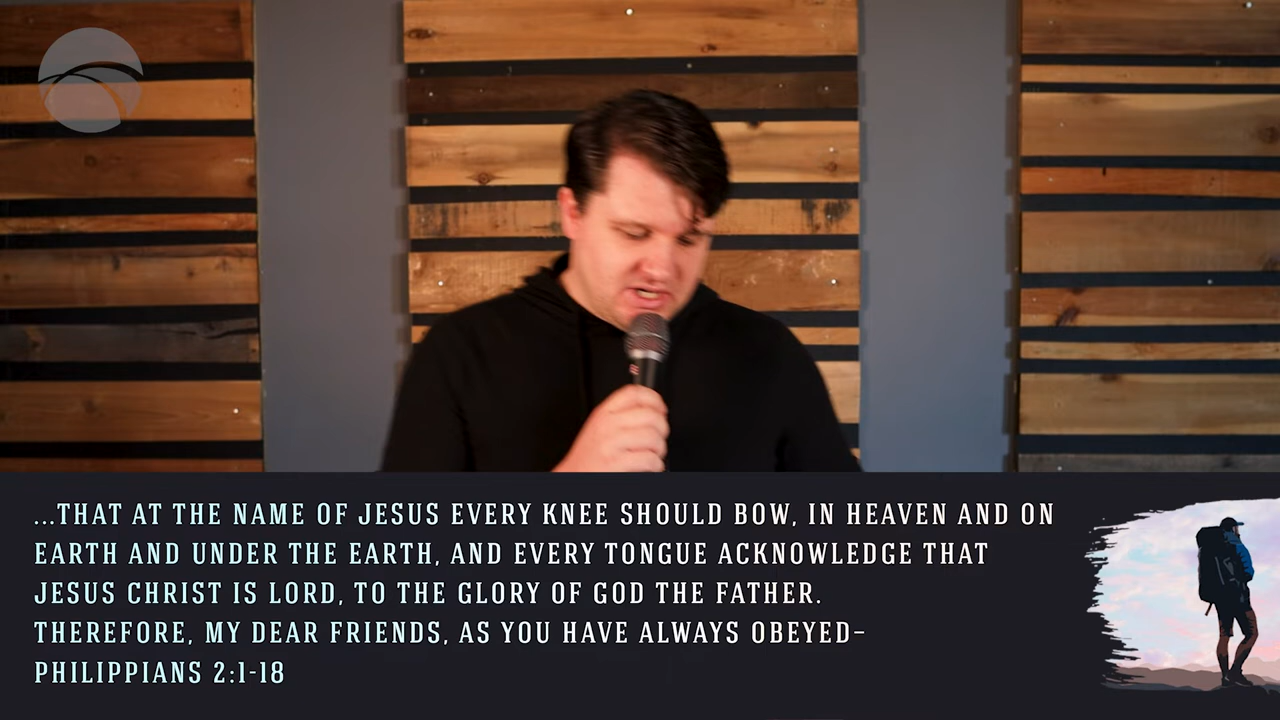 ...THAT AT THE NAME OF JESUS EVERY KNEE SHOULD BOW, IN HEAVEN AND ON
EARTH AND UNDER THE EARTH, AND EVERY TONGUE ACKNOWLEDGE THAT
JESUS CHRIST IS LORD, TO THE GLORY OF GOD THE FATHER.
THEREFORE, MY DEAR FRIENDS, AS YOU HAVE ALWAYS OBEYED-
PHILIPPIANS 2:1-18